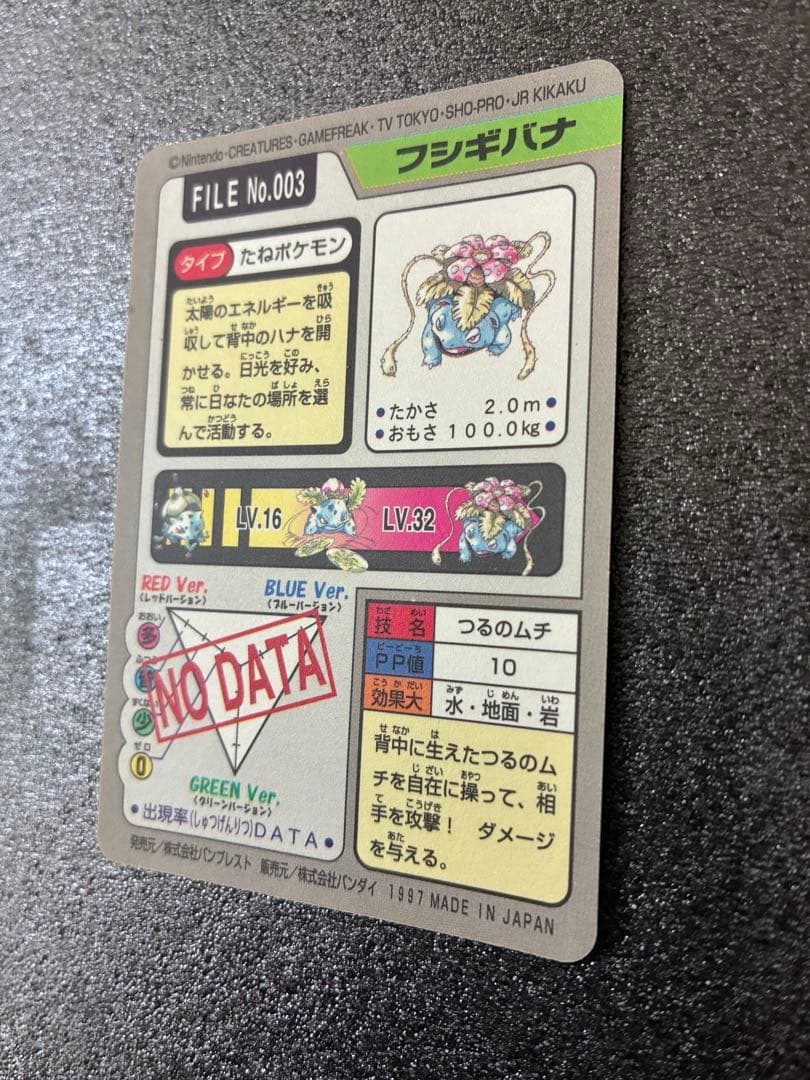 ©Nintendo・CREATURES・GAMEFREAK・TV TOKYO・SHO-PRO・JR KIKAKU
フシギバナ
FILE No.003
タイプ たねポケモン
太陽のエネルギーを吸
収して背中のハナを開
かせる。日光を好み、
常に日なたの場所を選
んで活動する。
・たかさ 2.0m・
・おもさ 100.0kg・
LV.16 LV.32
RED Ver.
(レッドバージョン)
BLUE Ver.
(ブルーバージョン)
おおい
多
少
ゼロ
0
NO DATA
GREEN Ver.
(グリーンバージョン)
・出現率(しゅつげんりつ)DATA・
技名 つるのムチ
PP値 10
効果大 水・地面・岩
背中に生えたつるのム
チを自在に操って、相
手を攻撃! ダメージ
を与える。
発売元/株式会社バンプレスト 販売元/株式会社バンダイ 1997 MADE IN JAPAN